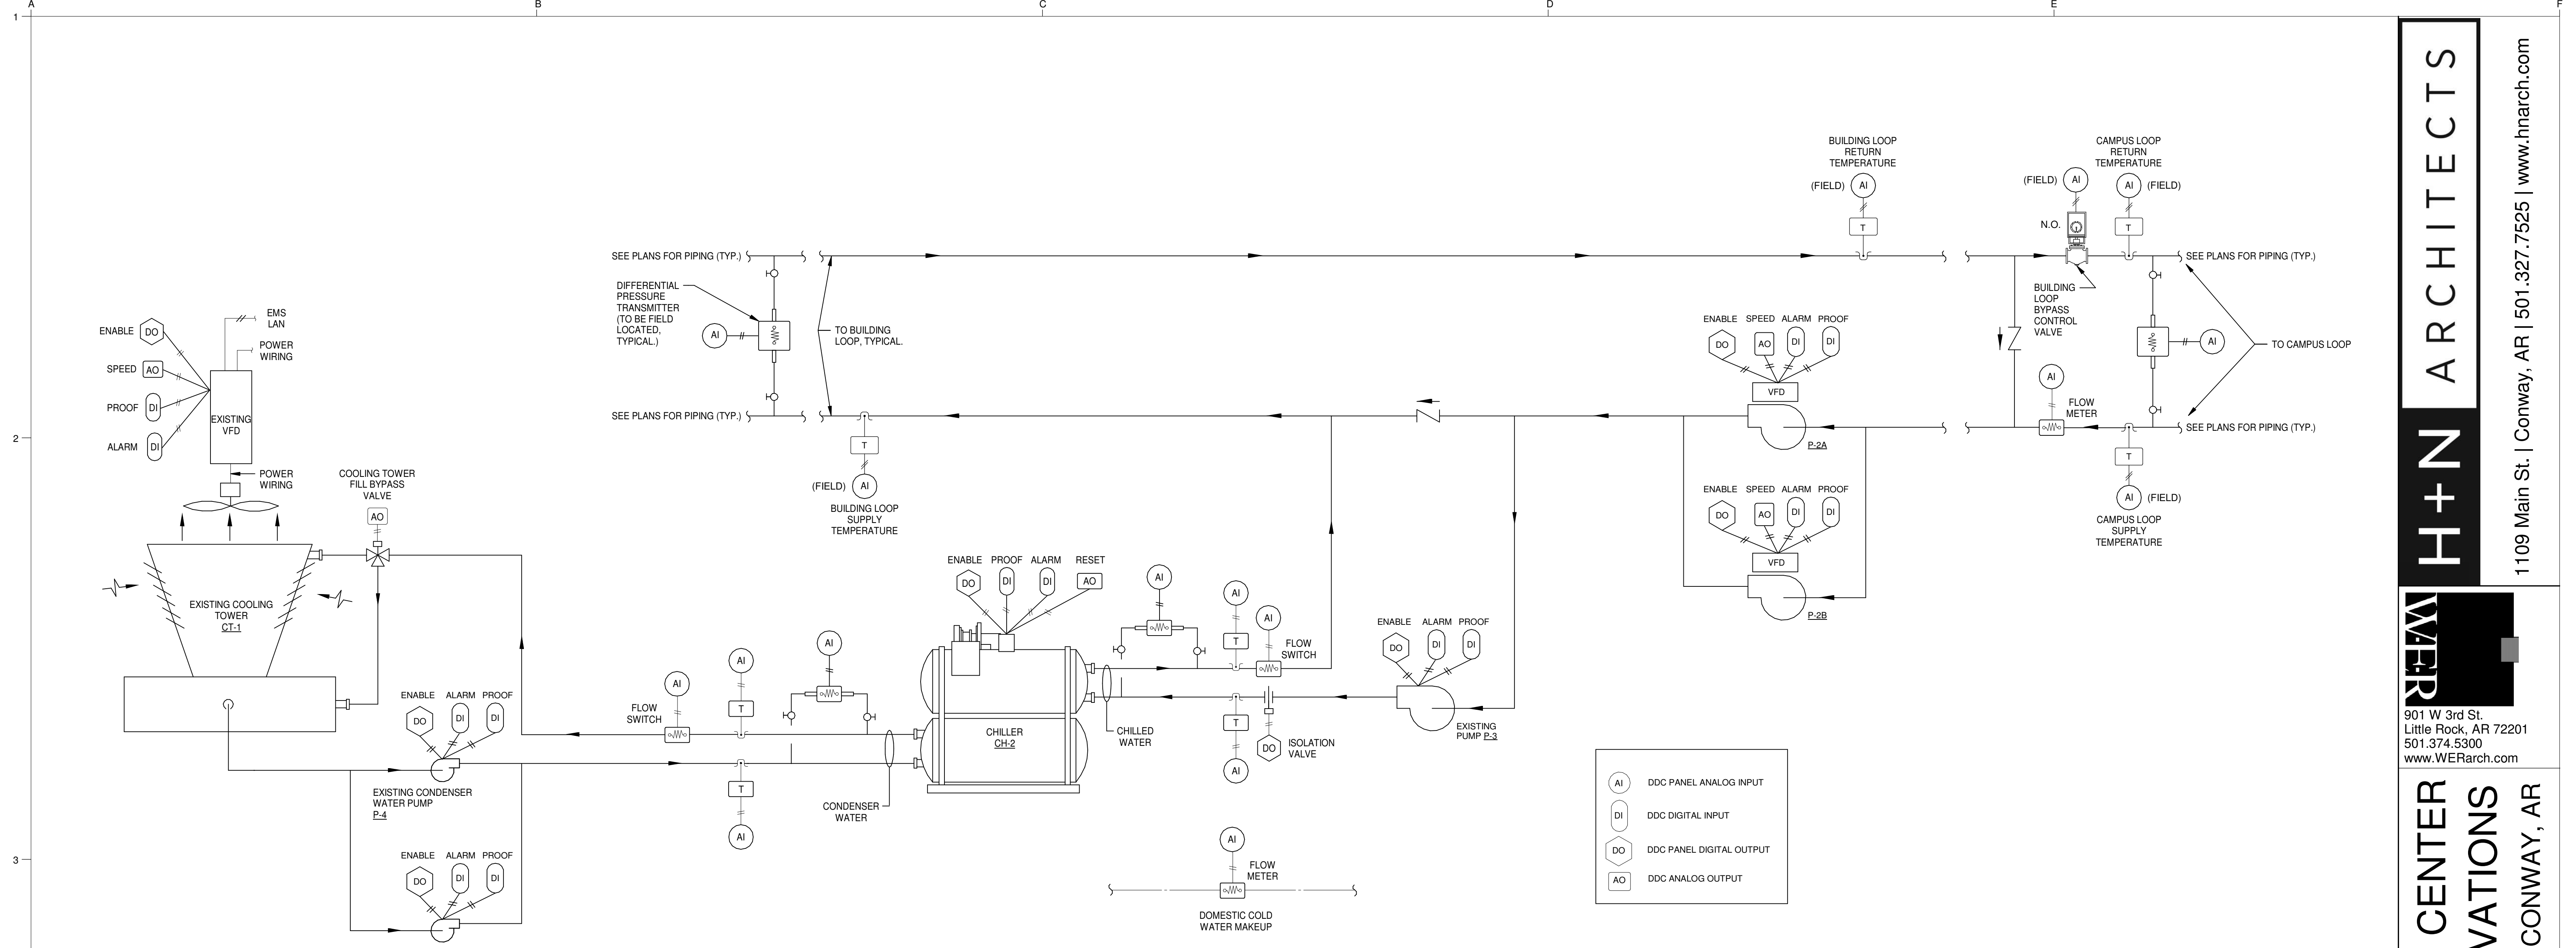 A
B
C
D
E
F
1
2
3
BUILDING LOOP
RETURN
TEMPERATURE
(FIELD)
AI
T
CAMPUS LOOP
RETURN
TEMPERATURE
(FIELD)
AI
N.O.
AI
(FIELD)
T
SEE PLANS FOR PIPING (TYP.)
SEE PLANS FOR PIPING (TYP.)
DIFFERENTIAL
PRESSURE
TRANSMITTER
(TO BE FIELD
LOCATED,
TYPICAL.)
AI
TO BUILDING
LOOP, TYPICAL.
SEE PLANS FOR PIPING (TYP.)
T
(FIELD)
AI
BUILDING LOOP
SUPPLY
TEMPERATURE
ENABLE
SPEED
ALARM
PROOF
DO
AO
DI
DI
VFD
P-2A
ENABLE
SPEED
ALARM
PROOF
DO
AO
DI
DI
VFD
P-2B
BUILDING
LOOP
BYPASS
CONTROL
VALVE
AI
FLOW
METER
AI
TO CAMPUS LOOP
SEE PLANS FOR PIPING (TYP.)
T
AI
(FIELD)
CAMPUS LOOP
SUPPLY
TEMPERATURE
ENABLE
DO
SPEED
AO
PROOF
DI
ALARM
DI
EMS
LAN
POWER
WIRING
EXISTING
VFD
POWER
WIRING
COOLING TOWER
FILL BYPASS
VALVE
AO
EXISTING COOLING
TOWER
CT-1
ENABLE
ALARM
PROOF
DO
DI
DI
EXISTING CONDENSER
WATER PUMP
P-4
ENABLE
ALARM
PROOF
DO
DI
DI
AI
FLOW
SWITCH
AI
T
AI
T
AI
CONDENSER
WATER
ENABLE
PROOF
ALARM
RESET
DO
DI
DI
AO
CHILLER
CH-2
AI
CHILLED
WATER
AI
T
AI
FLOW
SWITCH
T
AI
DO
ISOLATION
VALVE
ENABLE
ALARM
PROOF
DO
DI
DI
EXISTING
PUMP P-3
AI
FLOW
METER
DOMESTIC COLD
WATER MAKEUP
AI
DDC PANEL ANALOG INPUT
DI
DDC DIGITAL INPUT
DO
DDC PANEL DIGITAL OUTPUT
AO
DDC ANALOG OUTPUT
H+N ARCHITECTS
1109 Main St. | Conway, AR | 501.327.7525 | www.hnarch.com
WER
901 W 3rd St.
Little Rock, AR 72201
501.374.5300
www.WERarch.com
CENTER
VATIONS
CONWAY, AR